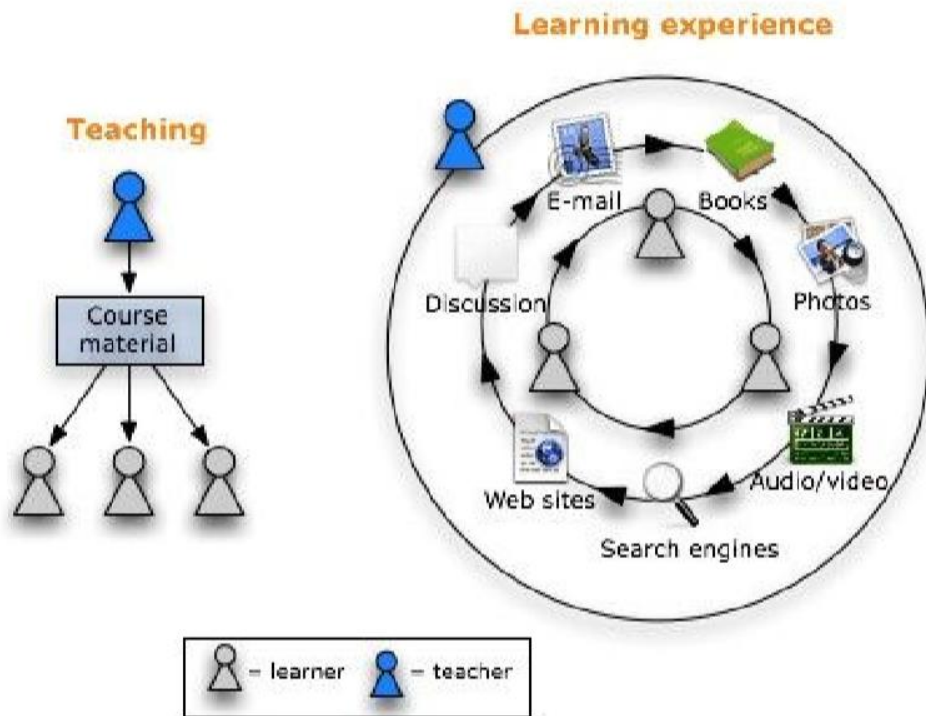 Learning experience
Teaching
E-mail
Books
Discussion
Photos
Course
material
Web sites
Audio/video
Search engines
= learner
= teacher